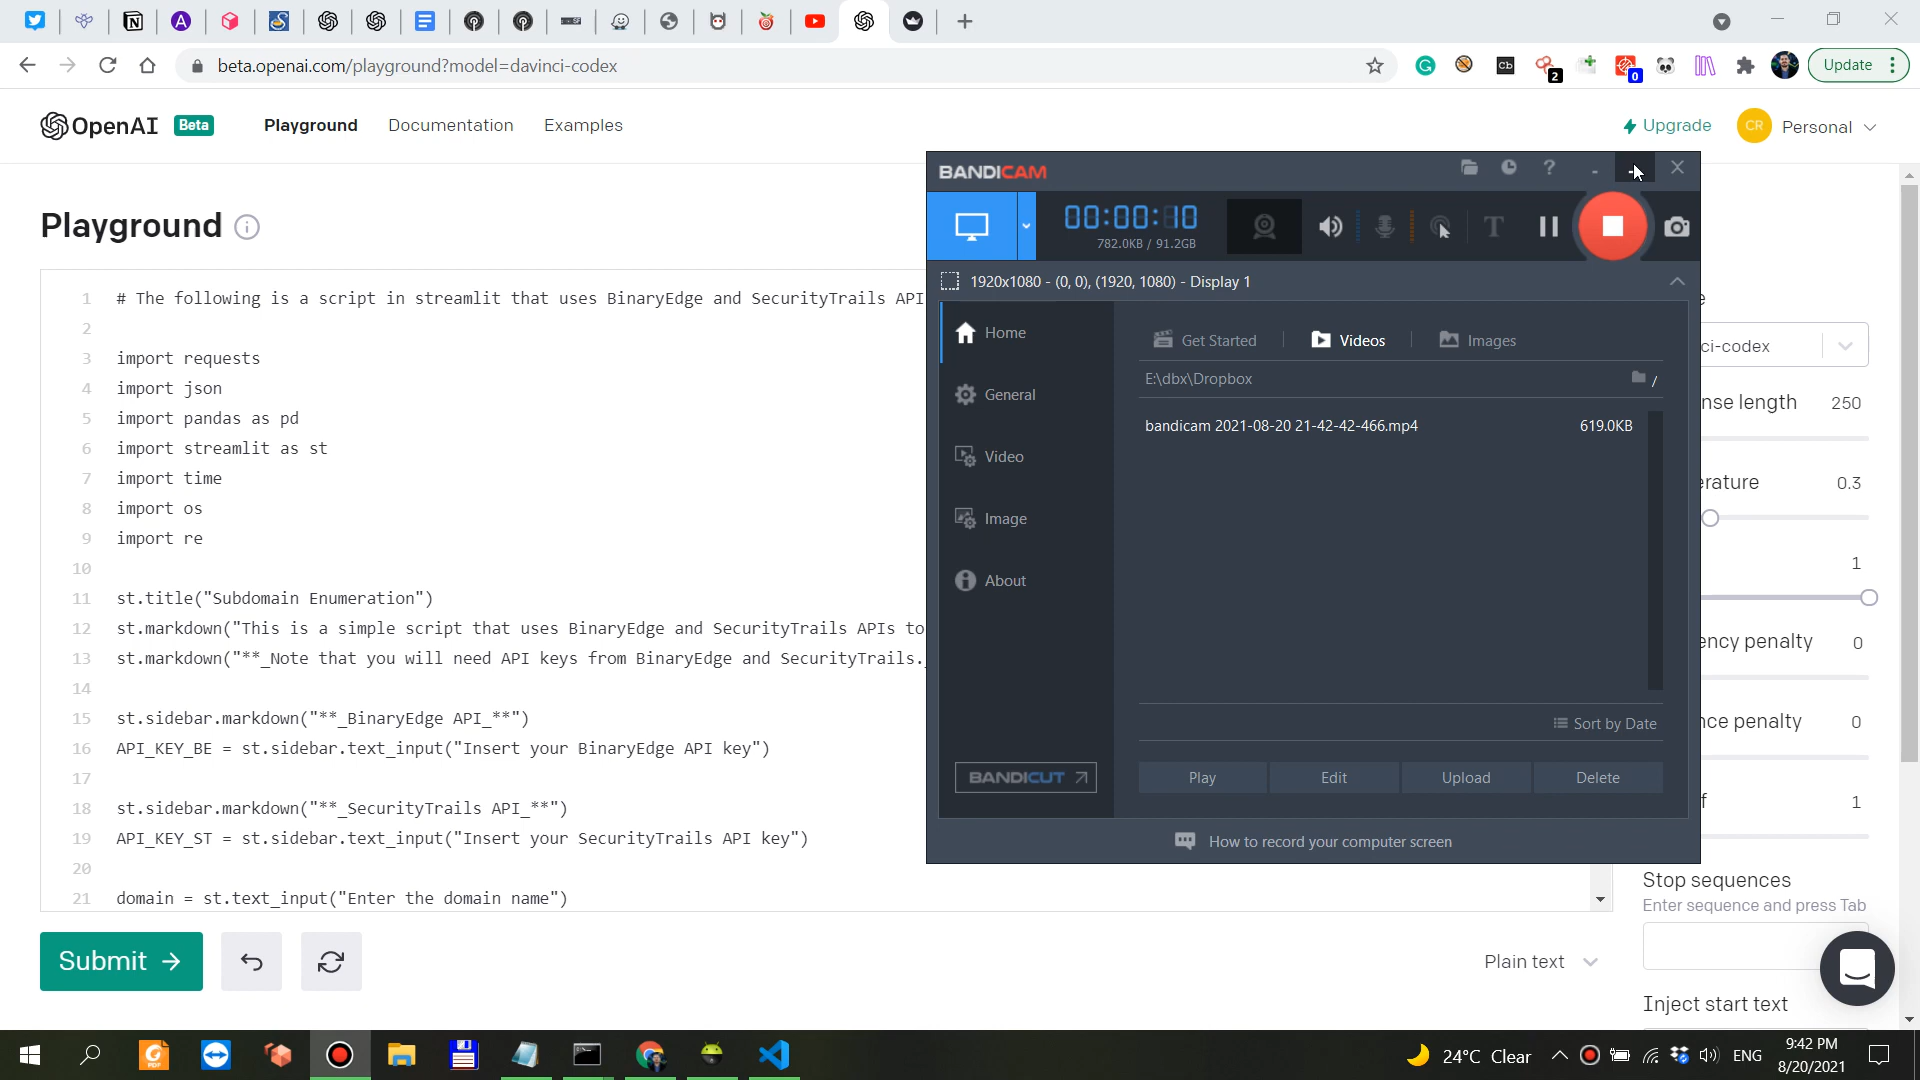 beta.openai.com/playground?model=davinci-codex
Update
OpenAI
Beta
Playground
Documentation
Examples
Upgrade
CR
Personal
Playground
1 # The following is a script in streamlit that uses BinaryEdge and SecurityTrails API
2
3 import requests
4 import json
5 import pandas as pd
6 import streamlit as st
7 import time
8 import os
9 import re
10
11 st.title("Subdomain Enumeration")
12 st.markdown("This is a simple script that uses BinaryEdge and SecurityTrails APIs to
13 st.markdown("**_Note that you will need API keys from BinaryEdge and SecurityTrails.
14
15 st.sidebar.markdown("**_BinaryEdge API_**")
16 API_KEY_BE = st.sidebar.text_input("Insert your BinaryEdge API key")
17
18 st.sidebar.markdown("**_SecurityTrails API_**")
19 API_KEY_ST = st.sidebar.text_input("Insert your SecurityTrails API key")
20
21 domain = st.text_input("Enter the domain name")
Submit
Plain text
BANDICAM
00:00:10
782.0KB / 91.2GB
1920x1080 - (0, 0), (1920, 1080) - Display 1
Home
General
Video
Image
About
Get Started
Videos
Images
E:\dbx\Dropbox
bandicam 2021-08-20 21-42-42-466.mp4
619.0KB
Sort by Date
Play
Edit
Upload
Delete
BANDICUT
How to record your computer screen
ci-codex
nse length 250
erature 0.3
1
ency penalty 0
nce penalty 0
f 1
Stop sequences
Enter sequence and press Tab
Inject start text
24°C Clear
ENG
9:42 PM
8/20/2021